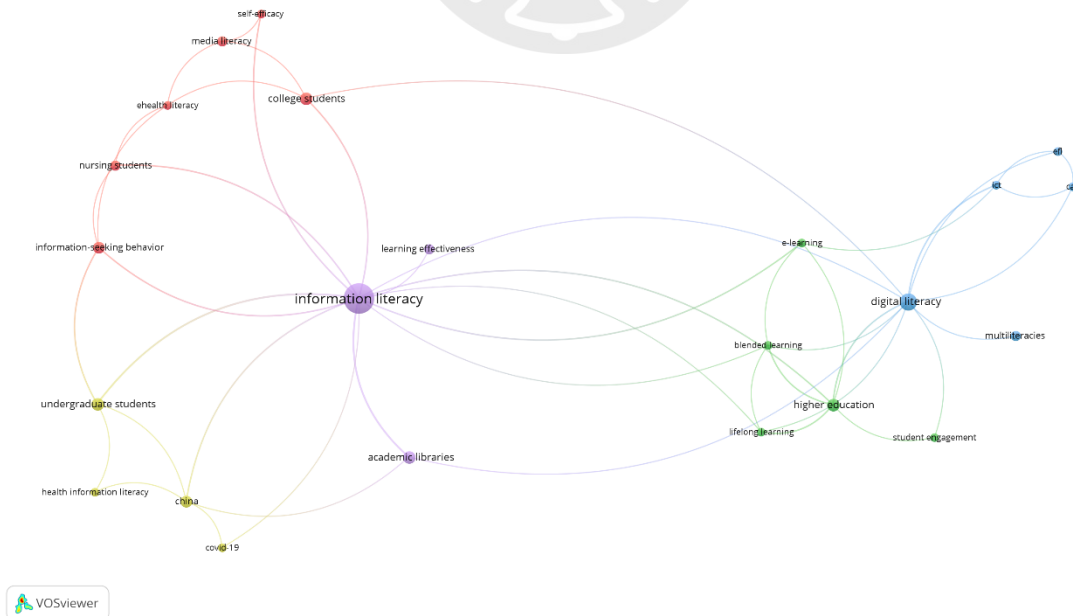 self-efficacy
media literacy
college students
ehealth literacy
nursing students
efl
ict
information-seeking behavior
learning effectiveness
e-learning
information literacy
digital literacy
multiliteracies
blended learning
undergraduate students
higher education
lifelong learning
student engagement
academic libraries
health information literacy
china
covid-19
VOSviewer